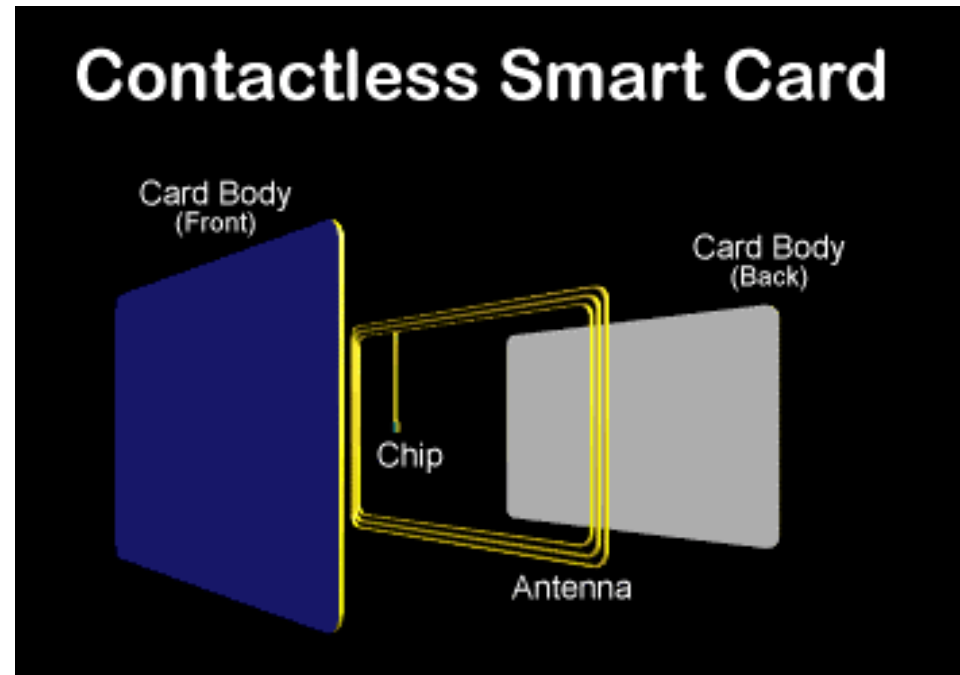 Contactless Smart Card
Card Body
(Front)
Card Body
(Back)
Chip
Antenna